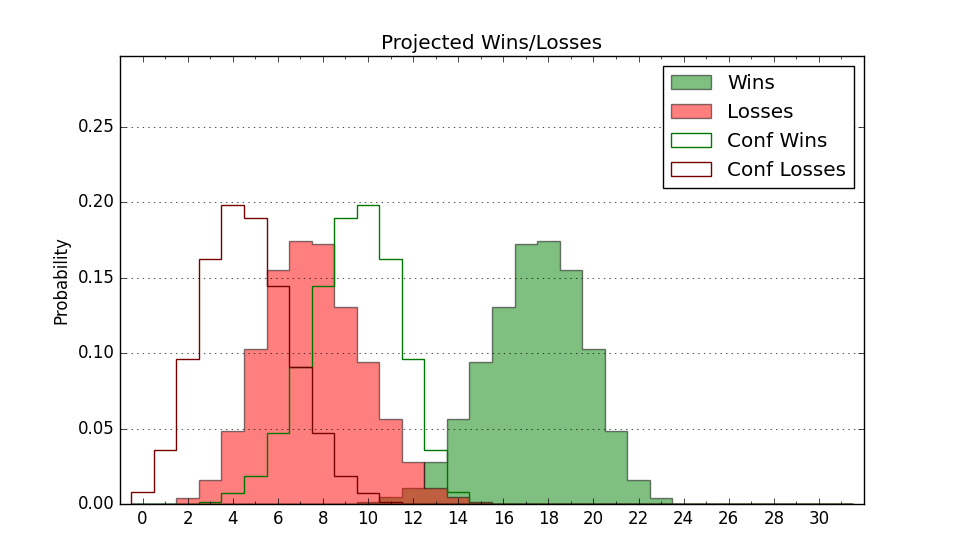 Projected Wins/Losses
Wins
Losses
Conf Wins
Conf Losses
Probability
0.25
0.20
0.15
0.10
0.05
0.00
0 2 4 6 8 10 12 14 16 18 20 22 24 26 28 30